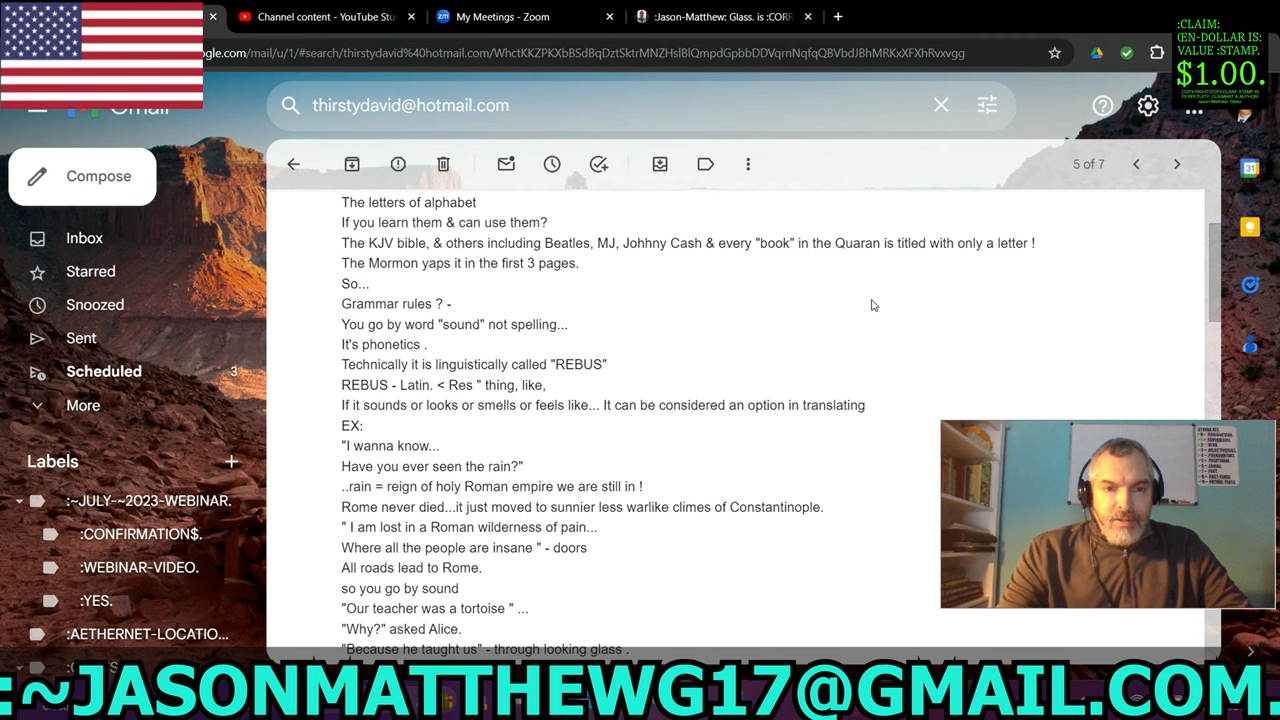 Channel content - YouTube Stu
My Meetings - Zoom
:Jason-Matthew: Glass. is :CORR
ogle.com/mail/u/1/#search/thirstydavid%40hotmail.com/
:CLAIM:
VALUE :STAMP.
$1.00.
Gmail
thirstydavid@hotmail.com
Compose
5 of 7
Inbox
Starred
Snoozed
Sent
Scheduled 3
More
Labels
:~JULY-~2023-WEBINAR.
:CONFIRMATION$.
:WEBINAR-VIDEO.
:YES.
:AETHERNET-LOCATIO...
The letters of alphabet
If you learn them & can use them?
The KJV bible, & others including Beatles, MJ, Johhny Cash & every "book" in the Quaran is titled with only a letter !
The Mormon yaps it in the first 3 pages.
So...
Grammar rules ? -
You go by word "sound" not spelling...
It's phonetics .
Technically it is linguistically called "REBUS"
REBUS - Latin. < Res " thing, like,
If it sounds or looks or smells or feels like... It can be considered an option in translating
EX:
"I wanna know...
Have you ever seen the rain?"
..rain = reign of holy Rome empire we are still in !
Rome never died...it just moved to sunnier less warlike climes of Constantinople.
" I am lost in a Roman wilderness of pain...
Where all the people are insane " - doors
All roads lead to Rome.
so you go by sound
"Our teacher was a tortoise " ...
"Why?" asked Alice.
"Because he taught us" - through looking glass .
:~JASONMATTHEWG17@GMAIL.COM.